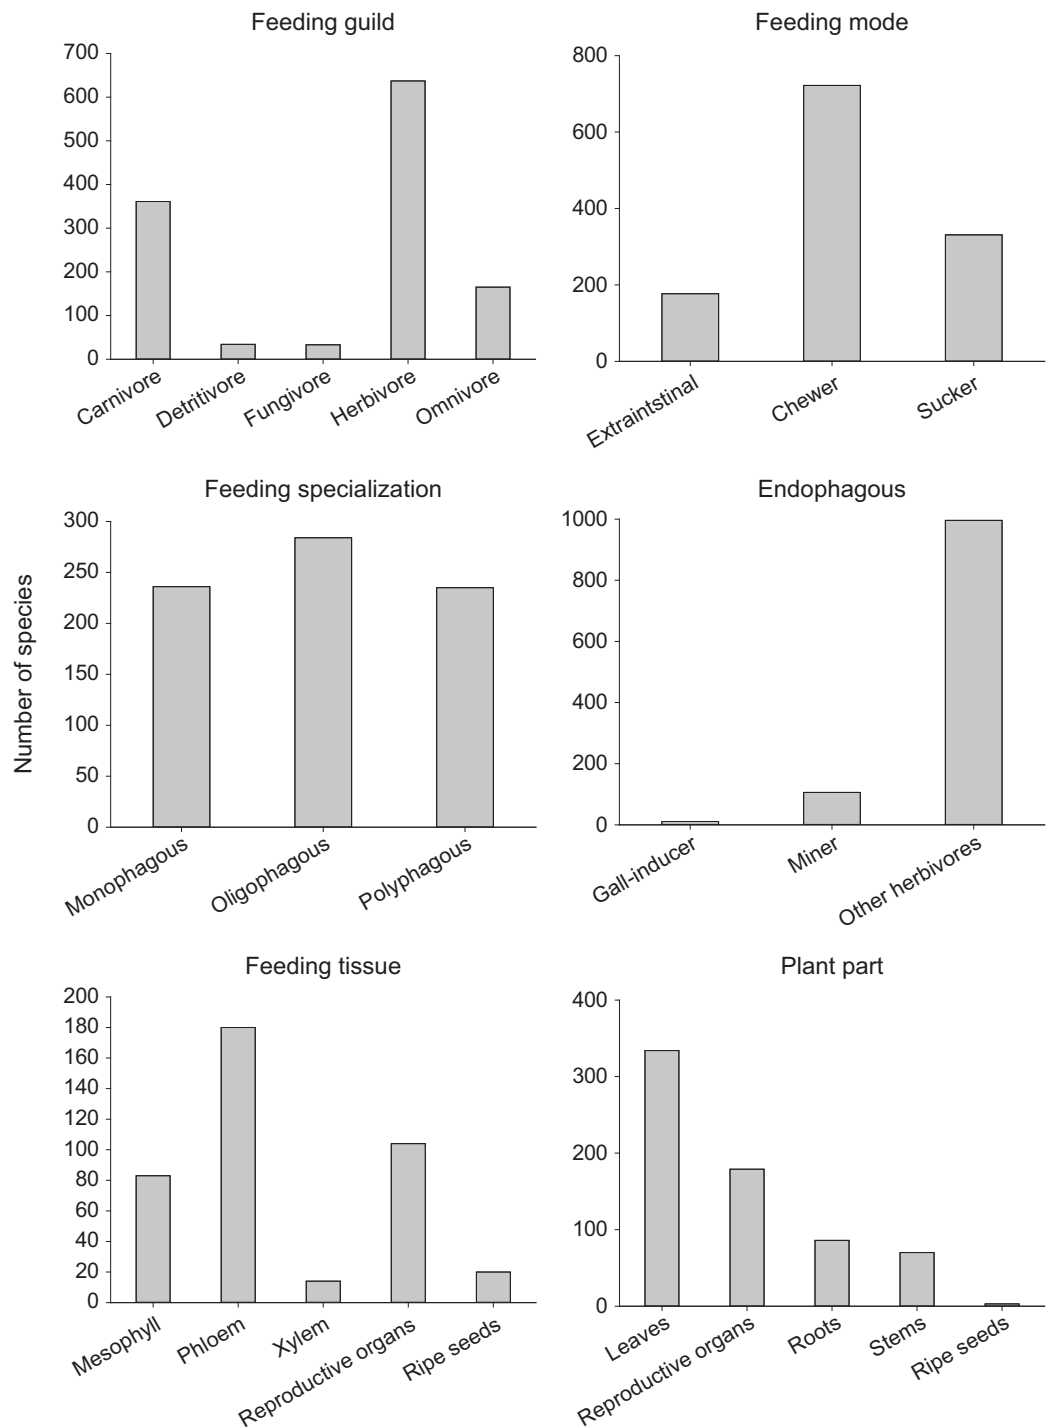 Feeding guild
700
600
500
400
300
200
100
0
Carnivore
Detritivore
Fungivore
Herbivore
Omnivore
Feeding mode
800
600
400
200
0
Extraintstinal
Chewer
Sucker
Number of species
Feeding specialization
300
250
200
150
100
50
0
Monophagous
Oligophagous
Polyphagous
Endophagous
1000
800
600
400
200
0
Gall-inducer
Miner
Other herbivores
Feeding tissue
200
180
160
140
120
100
80
60
40
20
0
Mesophyll
Phloem
Xylem
Reproductive organs
Ripe seeds
Plant part
400
300
200
100
0
Leaves
Reproductive organs
Roots
Stems
Ripe seeds